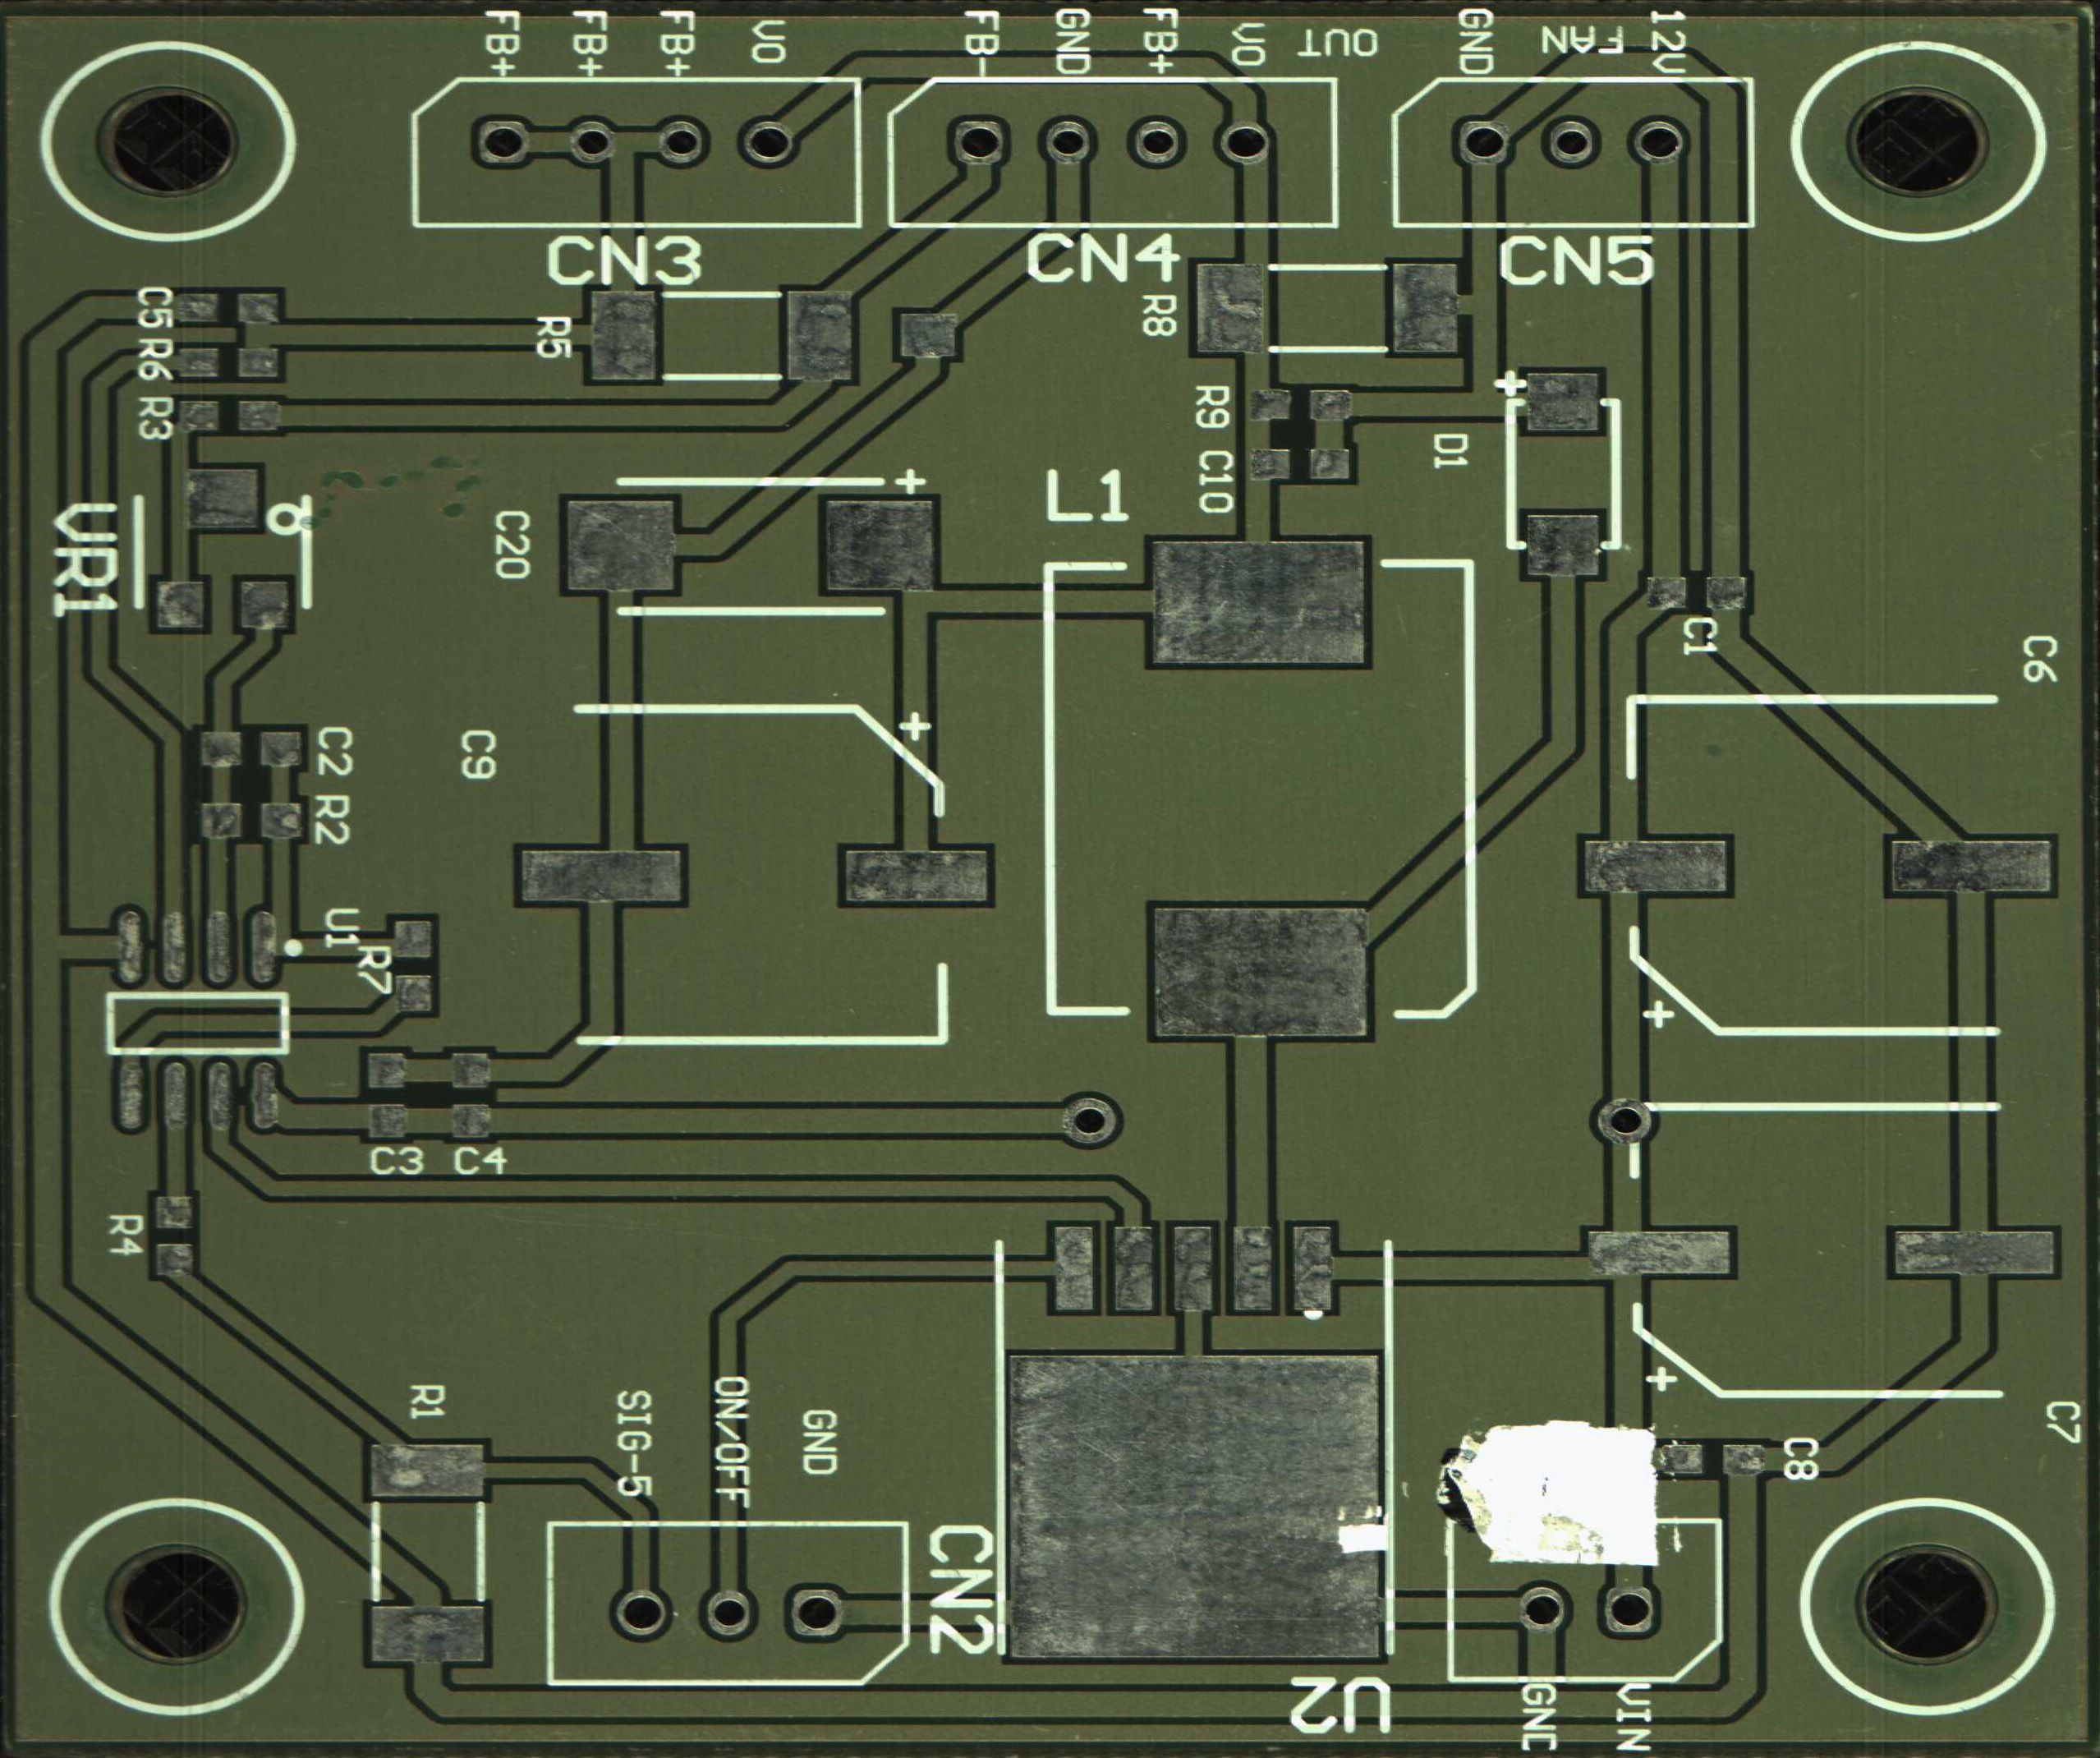 FB+ FB+ FB+ VO FB- GND FB+ VO OUT GND FAN 12V
CN3 CN4 CN5
C5 R5 R8
R6
R3 R9 D1
+
VR1 C20 + L1 C10
C1 C6
C2 C9 +
R2
U1
R7
+
C3 C4
R4
+
R1 SIG-5 ON/OFF GND C8 C7
CN2
U2 GNC VIN